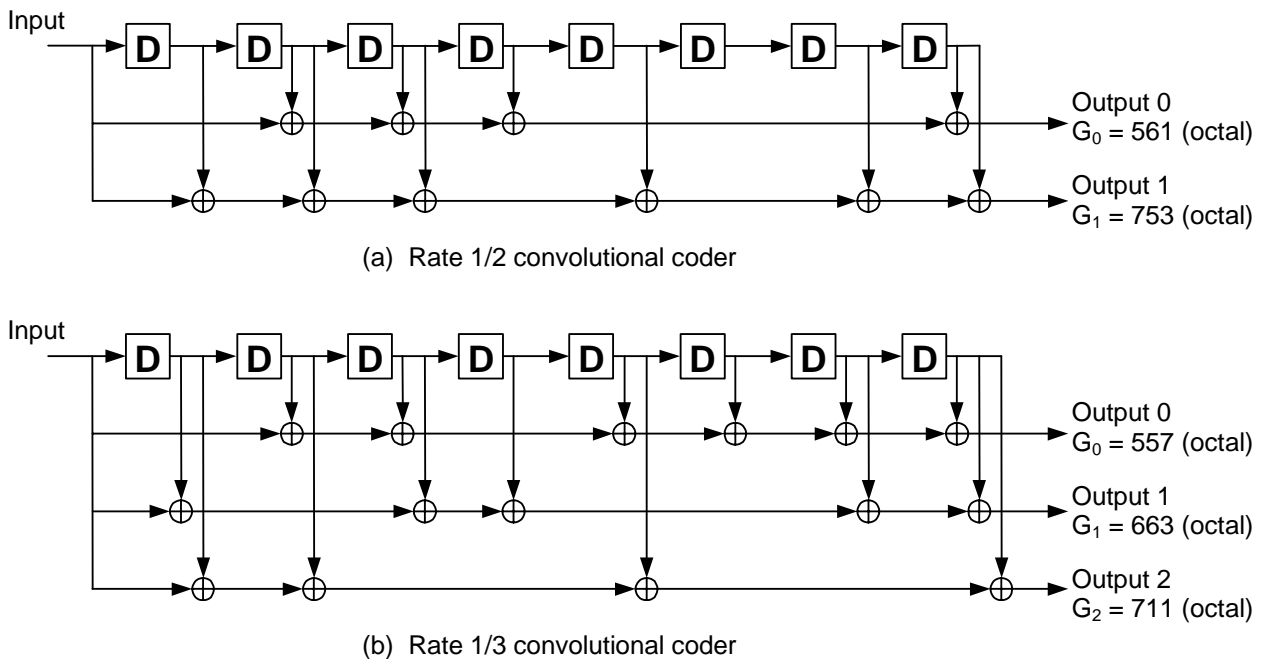 Input
D D D D D D D D
Output 0
G₀ = 561 (octal)
Output 1
G₁ = 753 (octal)
(a) Rate 1/2 convolutional coder
Input
D D D D D D D D
Output 0
G₀ = 557 (octal)
Output 1
G₁ = 663 (octal)
Output 2
G₂ = 711 (octal)
(b) Rate 1/3 convolutional coder